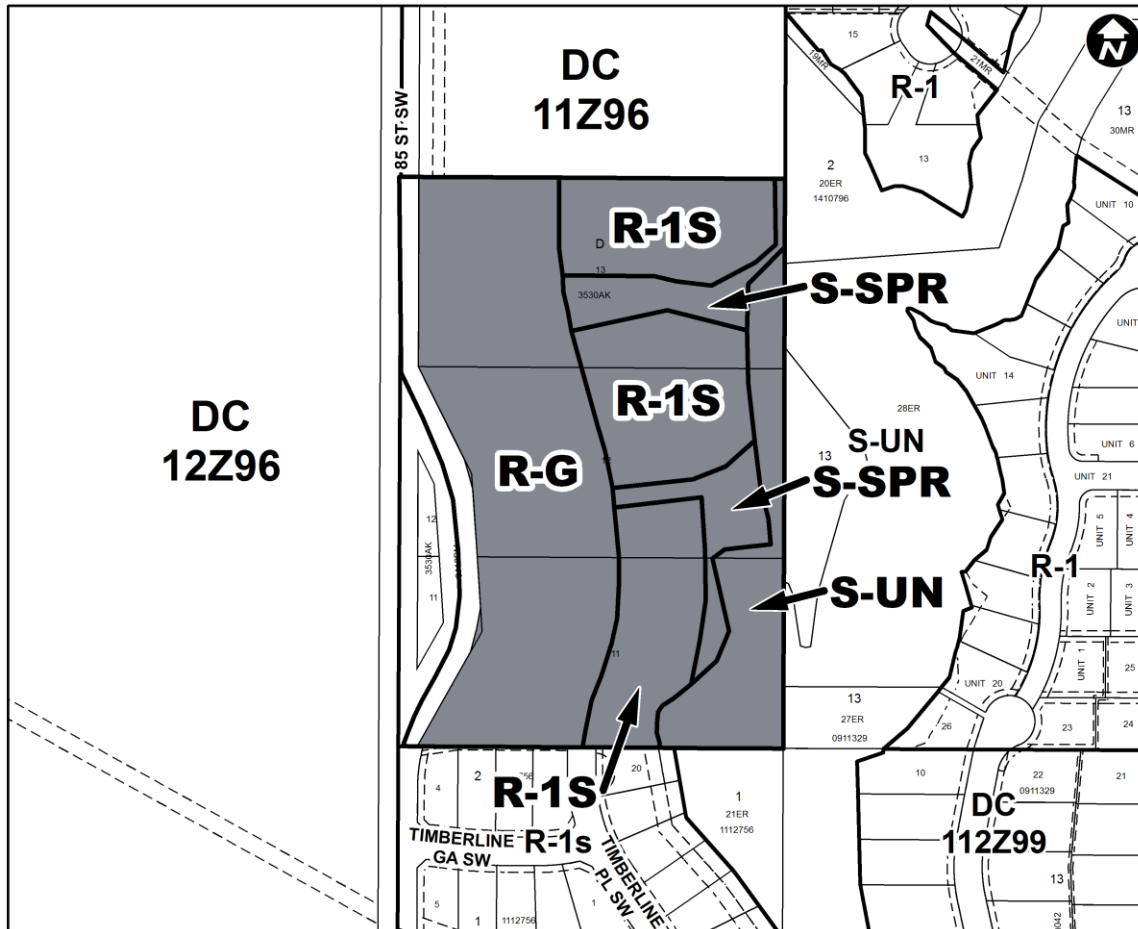 DC
11Z96
85 ST SW
15
19MR
21MR
N
R-1
13
30MR
13
2
20ER
1410796
UNIT 10
R-1S
D
13
3530AK
S-SPR
UNIT
UNIT 14
R-1S
DC
12Z96
28ER
S-UN
13
UNIT 6
R-G
S-SPR
UNIT 21
12
3530AK
11
UNIT 5
UNIT 4
R-1
S-UN
UNIT 2
UNIT 3
11
UNIT 1
25
UNIT 20
13
27ER
0911329
26
23
24
20
2
4
R-1S
1
21ER
1112756
10
22
0911329
21
DC
112Z99
TIMBERLINE
GA SW
R-1s
TIMBERLINE
PL SW
13
5
1
1112756
1